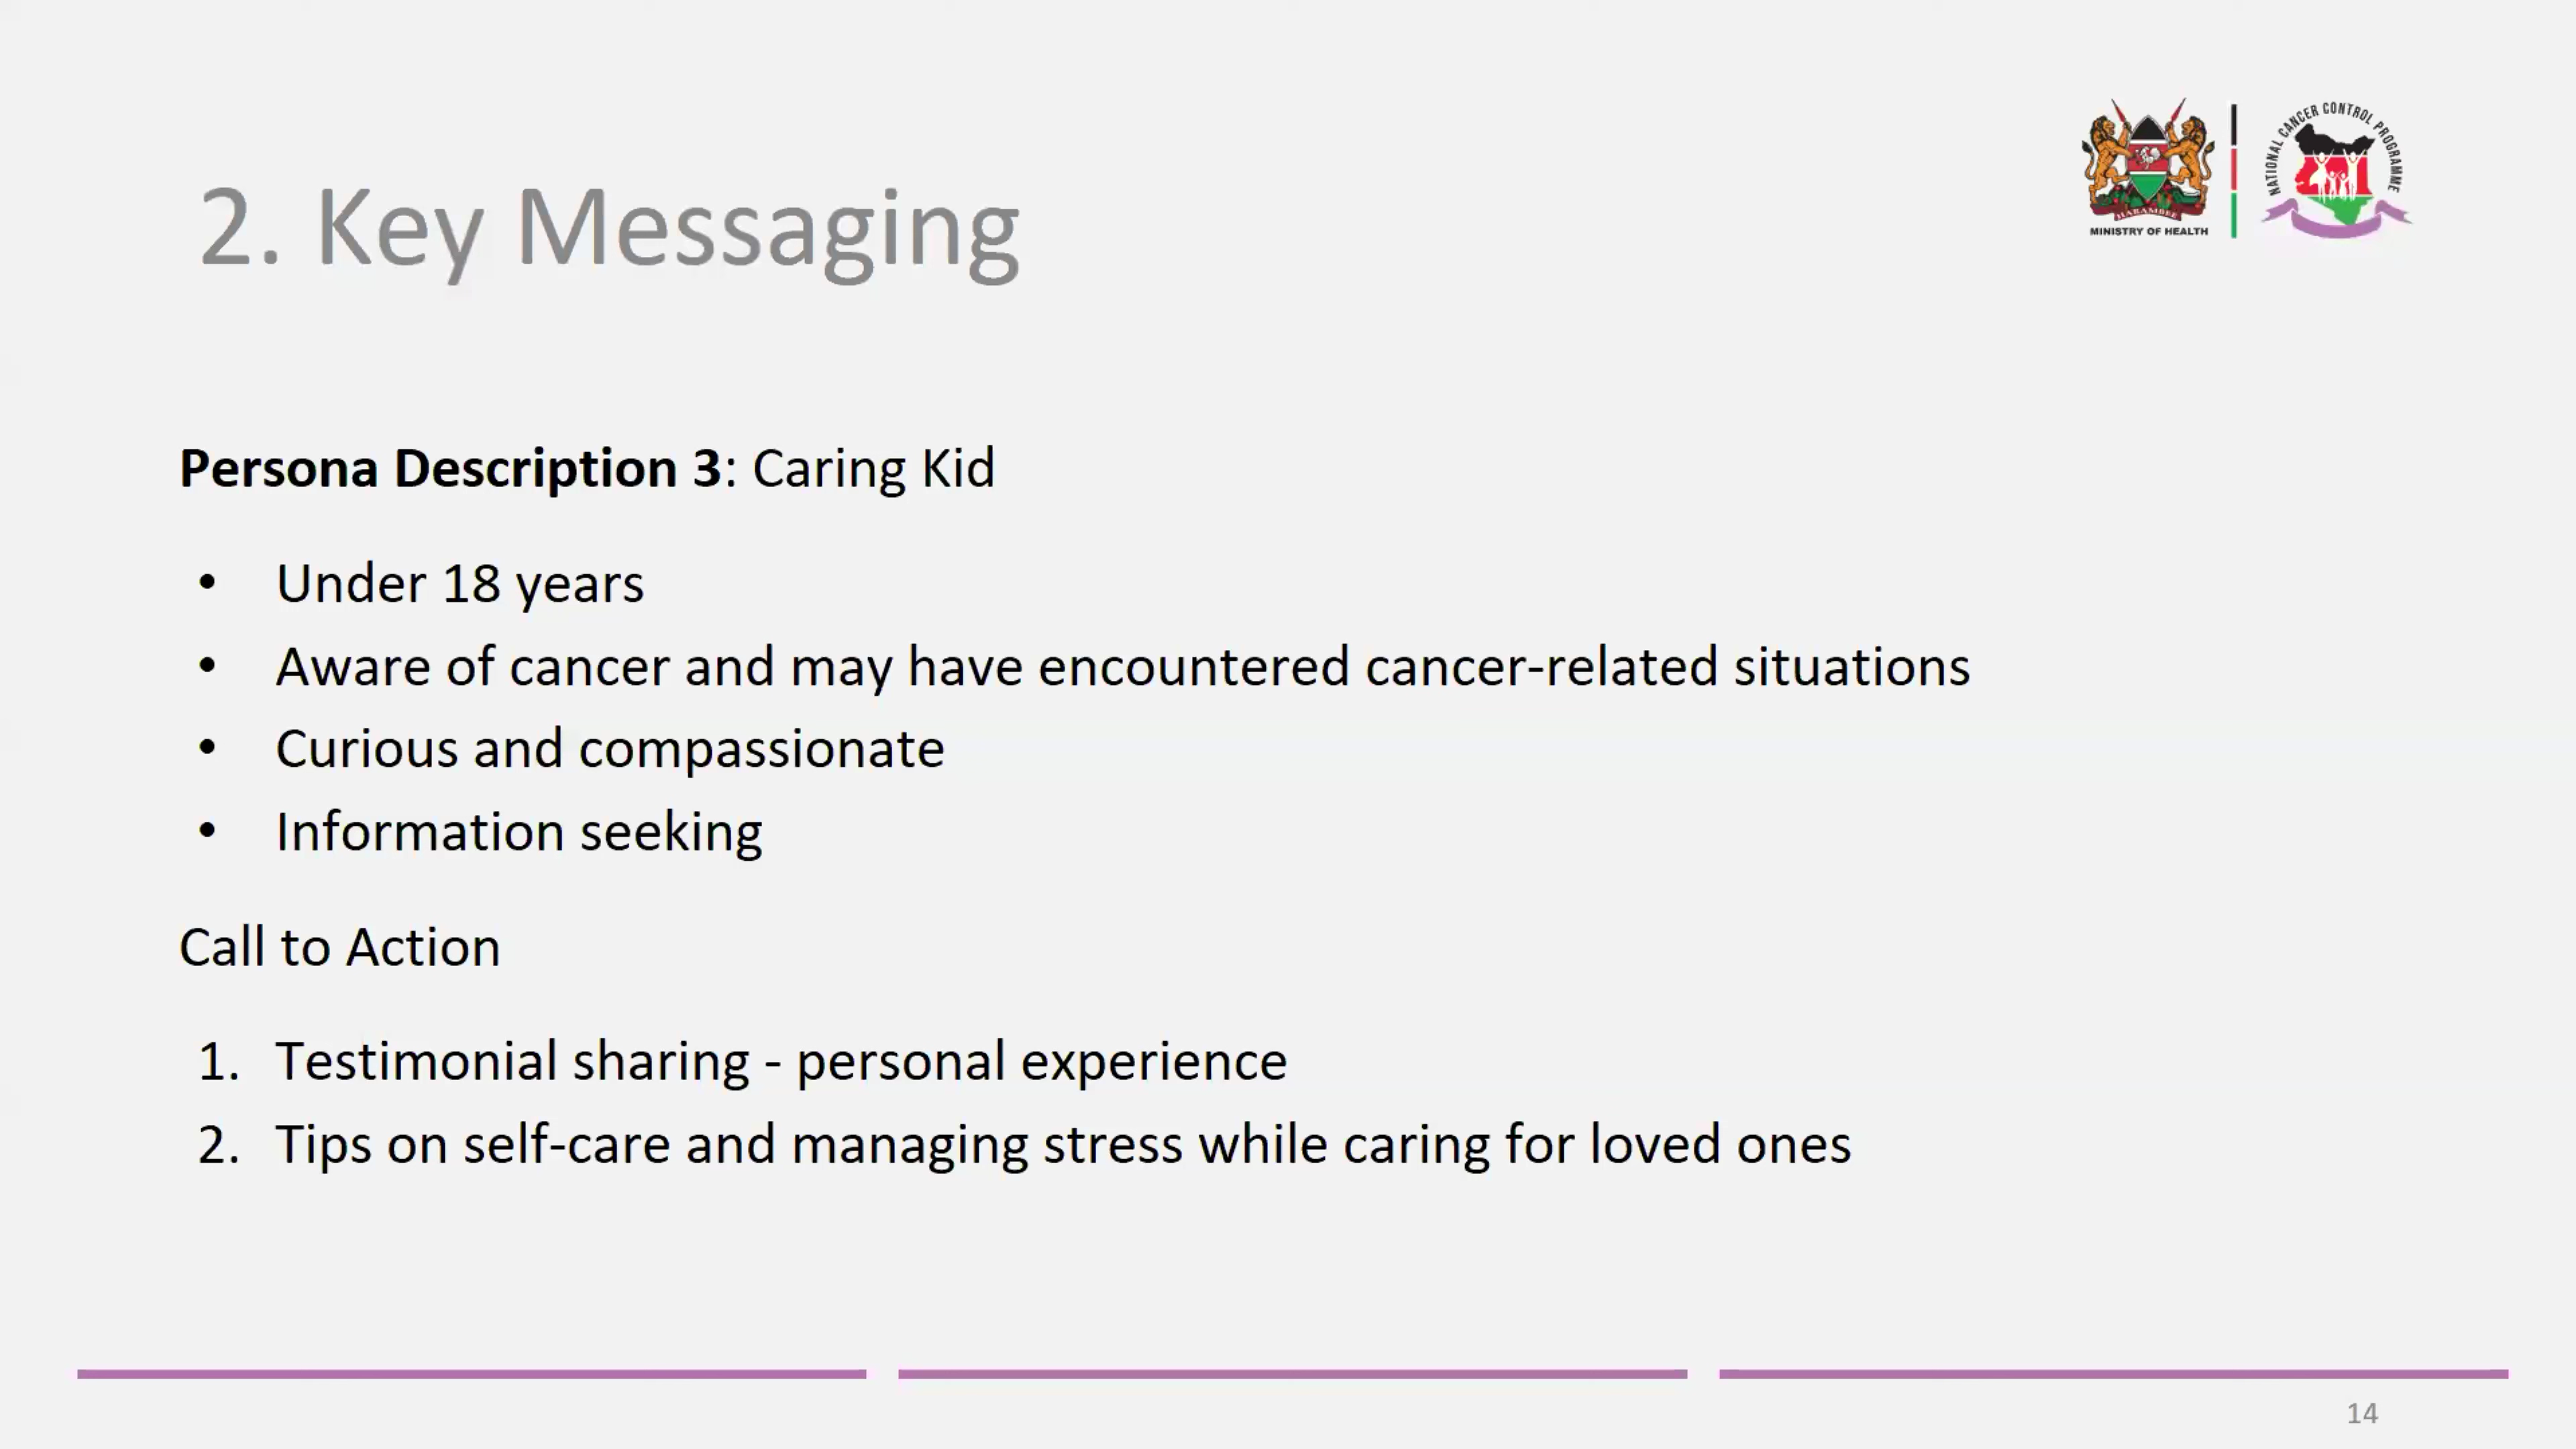 2. Key Messaging
HARAMBEE
MINISTRY OF HEALTH
NATIONAL CANCER CONTROL PROGRAMME
Persona Description 3: Caring Kid
• Under 18 years
• Aware of cancer and may have encountered cancer-related situations
• Curious and compassionate
• Information seeking
Call to Action
1. Testimonial sharing - personal experience
2. Tips on self-care and managing stress while caring for loved ones
14